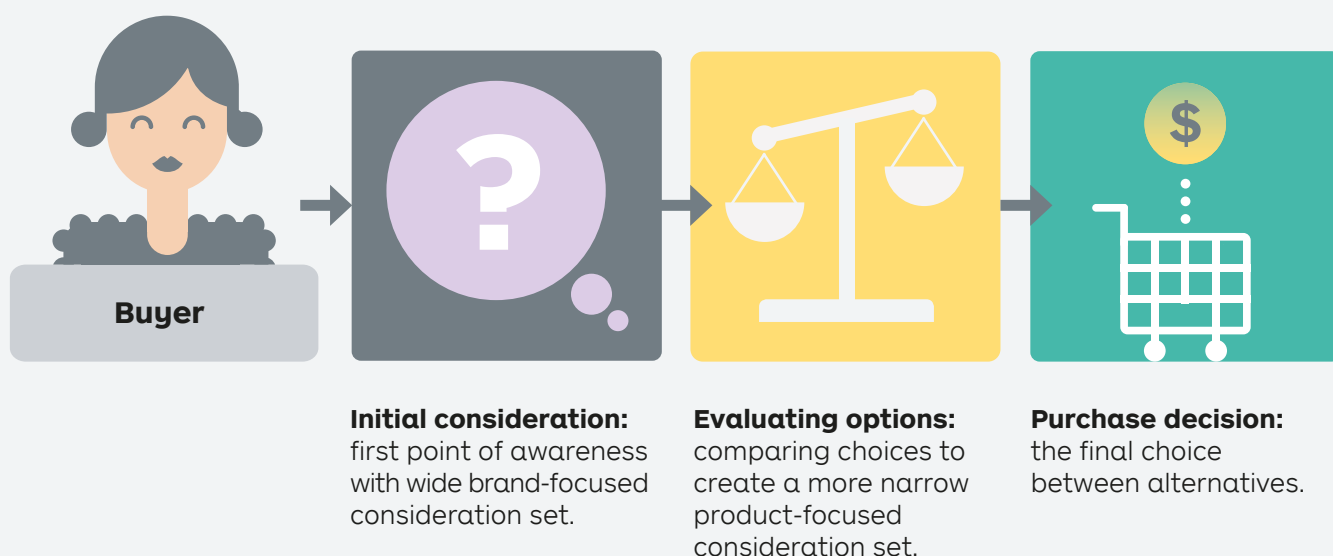 ?
$
Buyer
Initial consideration:
first point of awareness
with wide brand-focused
consideration set.
Evaluating options:
comparing choices to
create a more narrow
product-focused
consideration set.
Purchase decision:
the final choice
between alternatives.